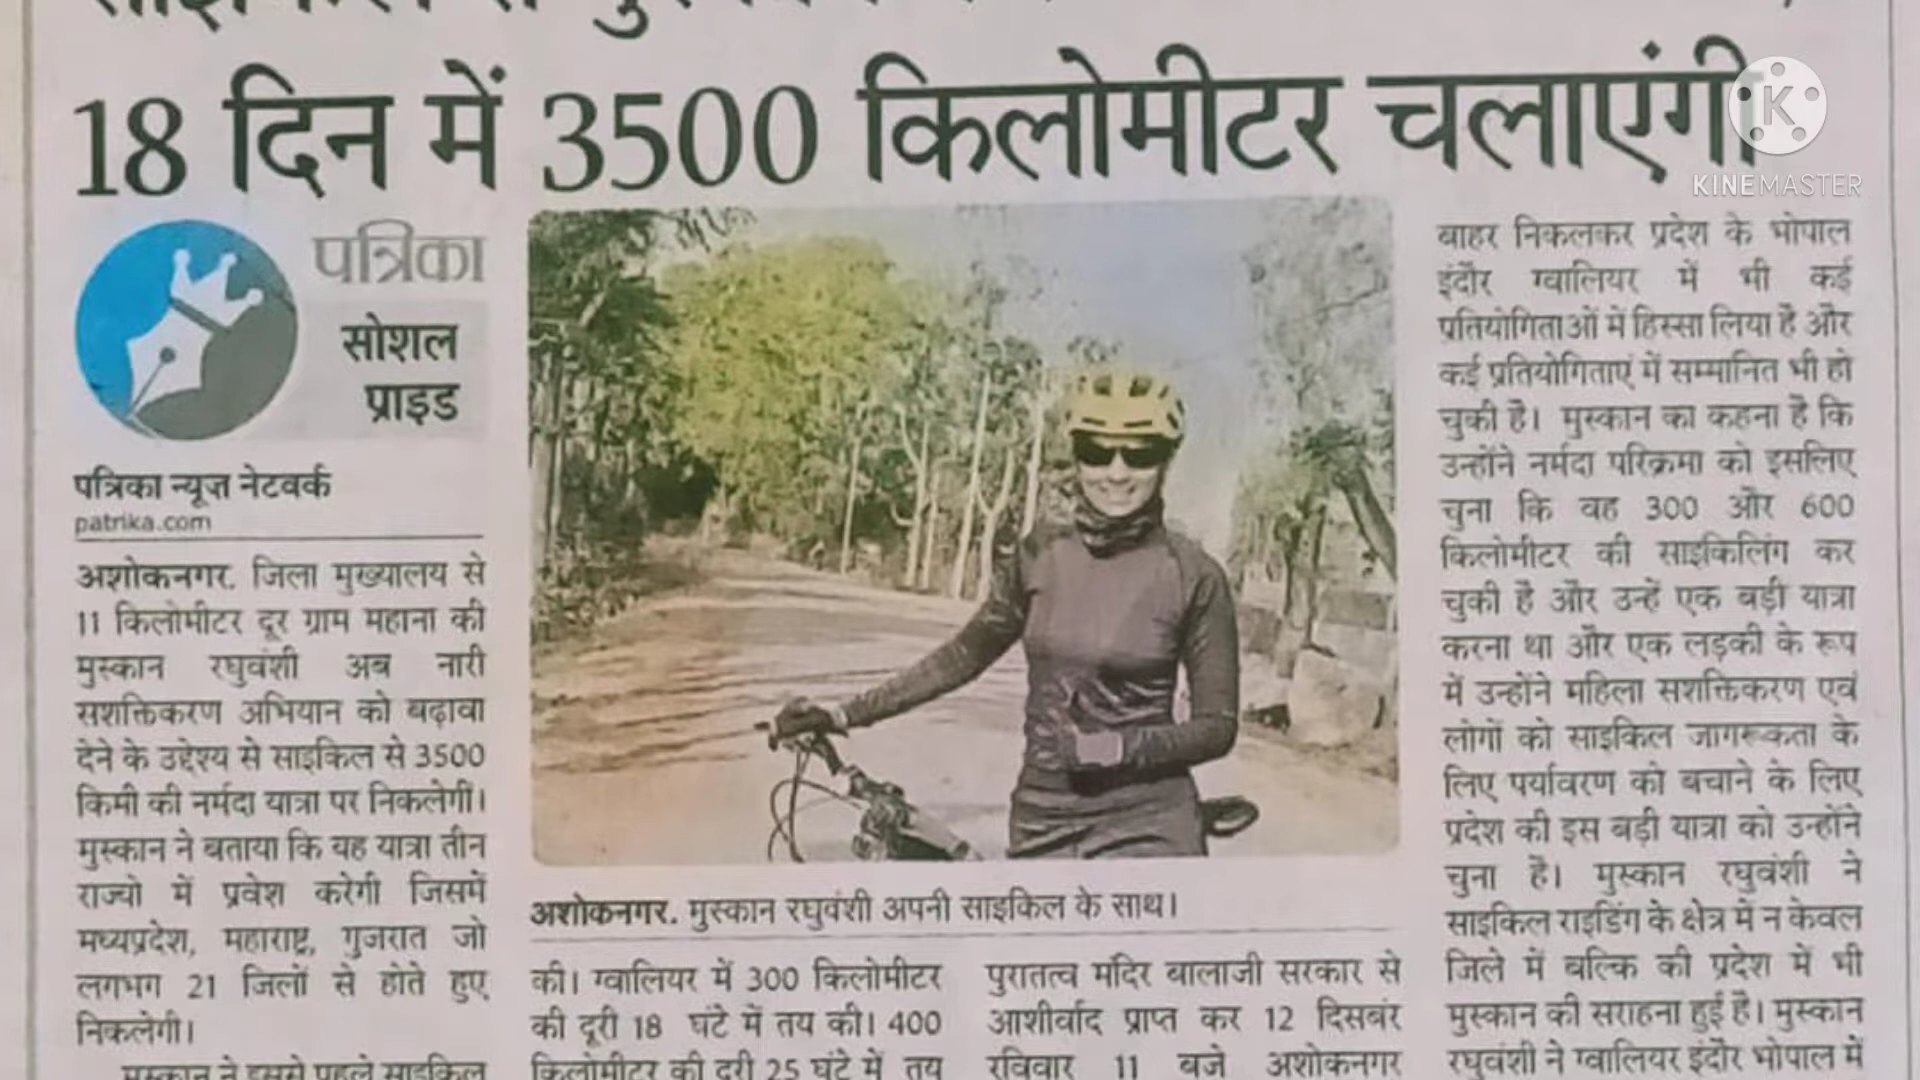 18 दिन में 3500 किलोमीटर चलाएंगी
K
KINEMASTER
पत्रिका
सोशल
प्राइड
पत्रिका न्यूज़ नेटवर्क
patrika.com
अशोकनगर. जिला मुख्यालय से
11 किलोमीटर दूर ग्राम महाना की
मुस्कान रघुवंशी अब नारी
सशक्तिकरण अभियान को बढ़ावा
देने के उद्देश्य से साइकिल से 3500
किमी की नर्मदा यात्रा पर निकलेगीं।
मुस्कान ने बताया कि यह यात्रा तीन
राज्यो में प्रवेश करेगी जिसमें
मध्यप्रदेश, महाराष्ट्र, गुजरात जो
लगभग 21 जिलों से होते हुए
निकलेगी।
मुस्कान ने इससे पहले साइकिल
अशोकनगर. मुस्कान रघुवंशी अपनी साइकिल के साथ।
की। ग्वालियर में 300 किलोमीटर
की दूरी 18 घंटे में तय की। 400
किलोमीटर की दूरी 25 घंटे में तय
पुरातत्व मंदिर बालाजी सरकार से
आशीर्वाद प्राप्त कर 12 दिसबंर
रविवार 11 बजे अशोकनगर
बाहर निकलकर प्रदेश के भोपाल
इंदौर ग्वालियर में भी कई
प्रतियोगिताओं में हिस्सा लिया है और
कई प्रतियोगिताएं में सम्मानित भी हो
चुकी है। मुस्कान का कहना है कि
उन्होंने नर्मदा परिक्रमा को इसलिए
चुना कि वह 300 और 600
किलोमीटर की साइकिलिंग कर
चुकी है और उन्हें एक बड़ी यात्रा
करना था और एक लड़की के रूप
में उन्होंने महिला सशक्तिकरण एवं
लोगों को साइकिल जागरूकता के
लिए पर्यावरण को बचाने के लिए
प्रदेश की इस बड़ी यात्रा को उन्होंने
चुना है। मुस्कान रघुवंशी ने
साइकिल राइडिंग के क्षेत्र में न केवल
जिले में बल्कि की प्रदेश में भी
मुस्कान की सराहना हुई है। मुस्कान
रघुवंशी ने ग्वालियर इंदौर भोपाल में